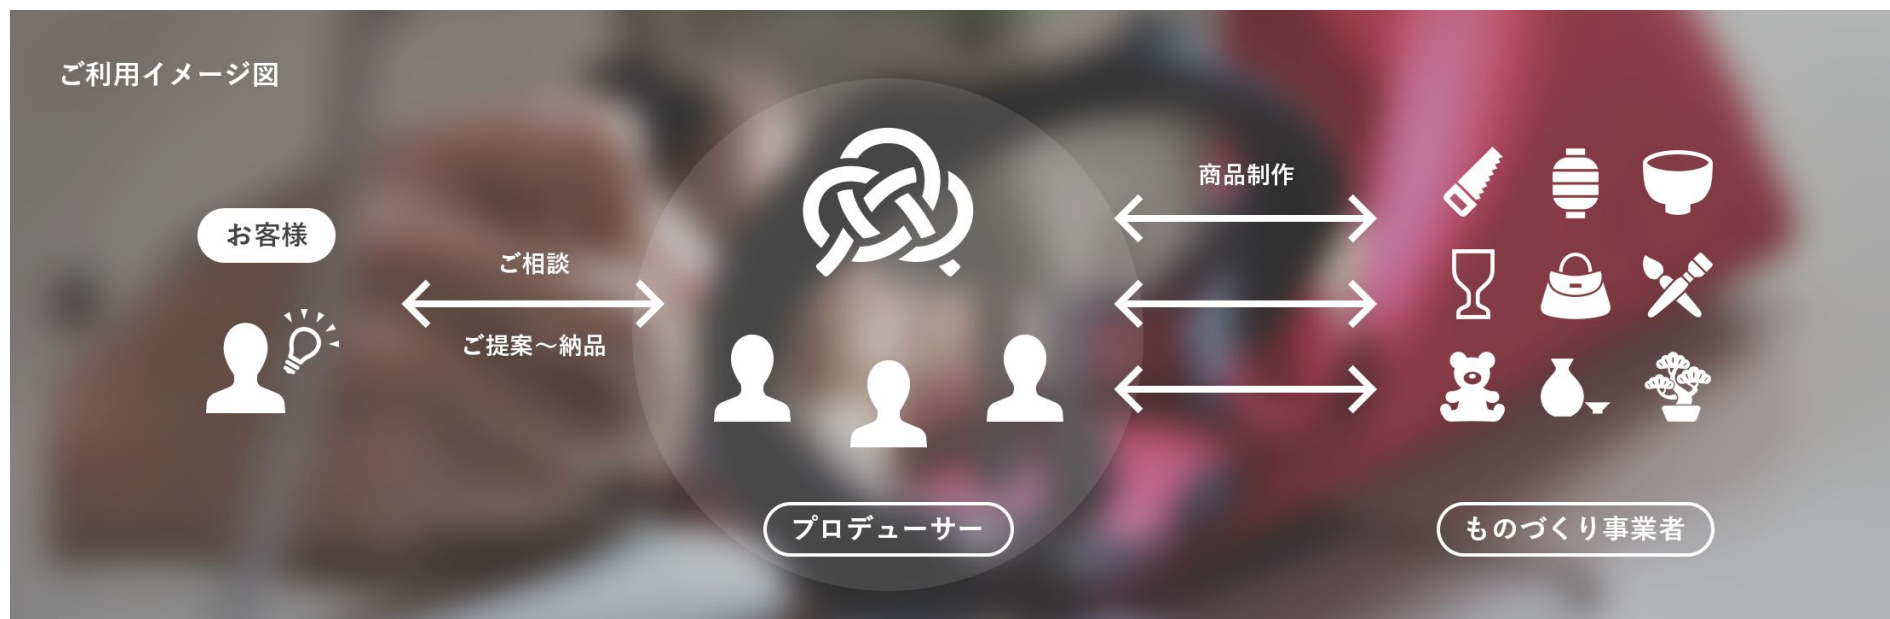 ご利用イメージ図
お客様
ご相談
ご提案～納品
プロデューサー
商品制作
ものづくり事業者